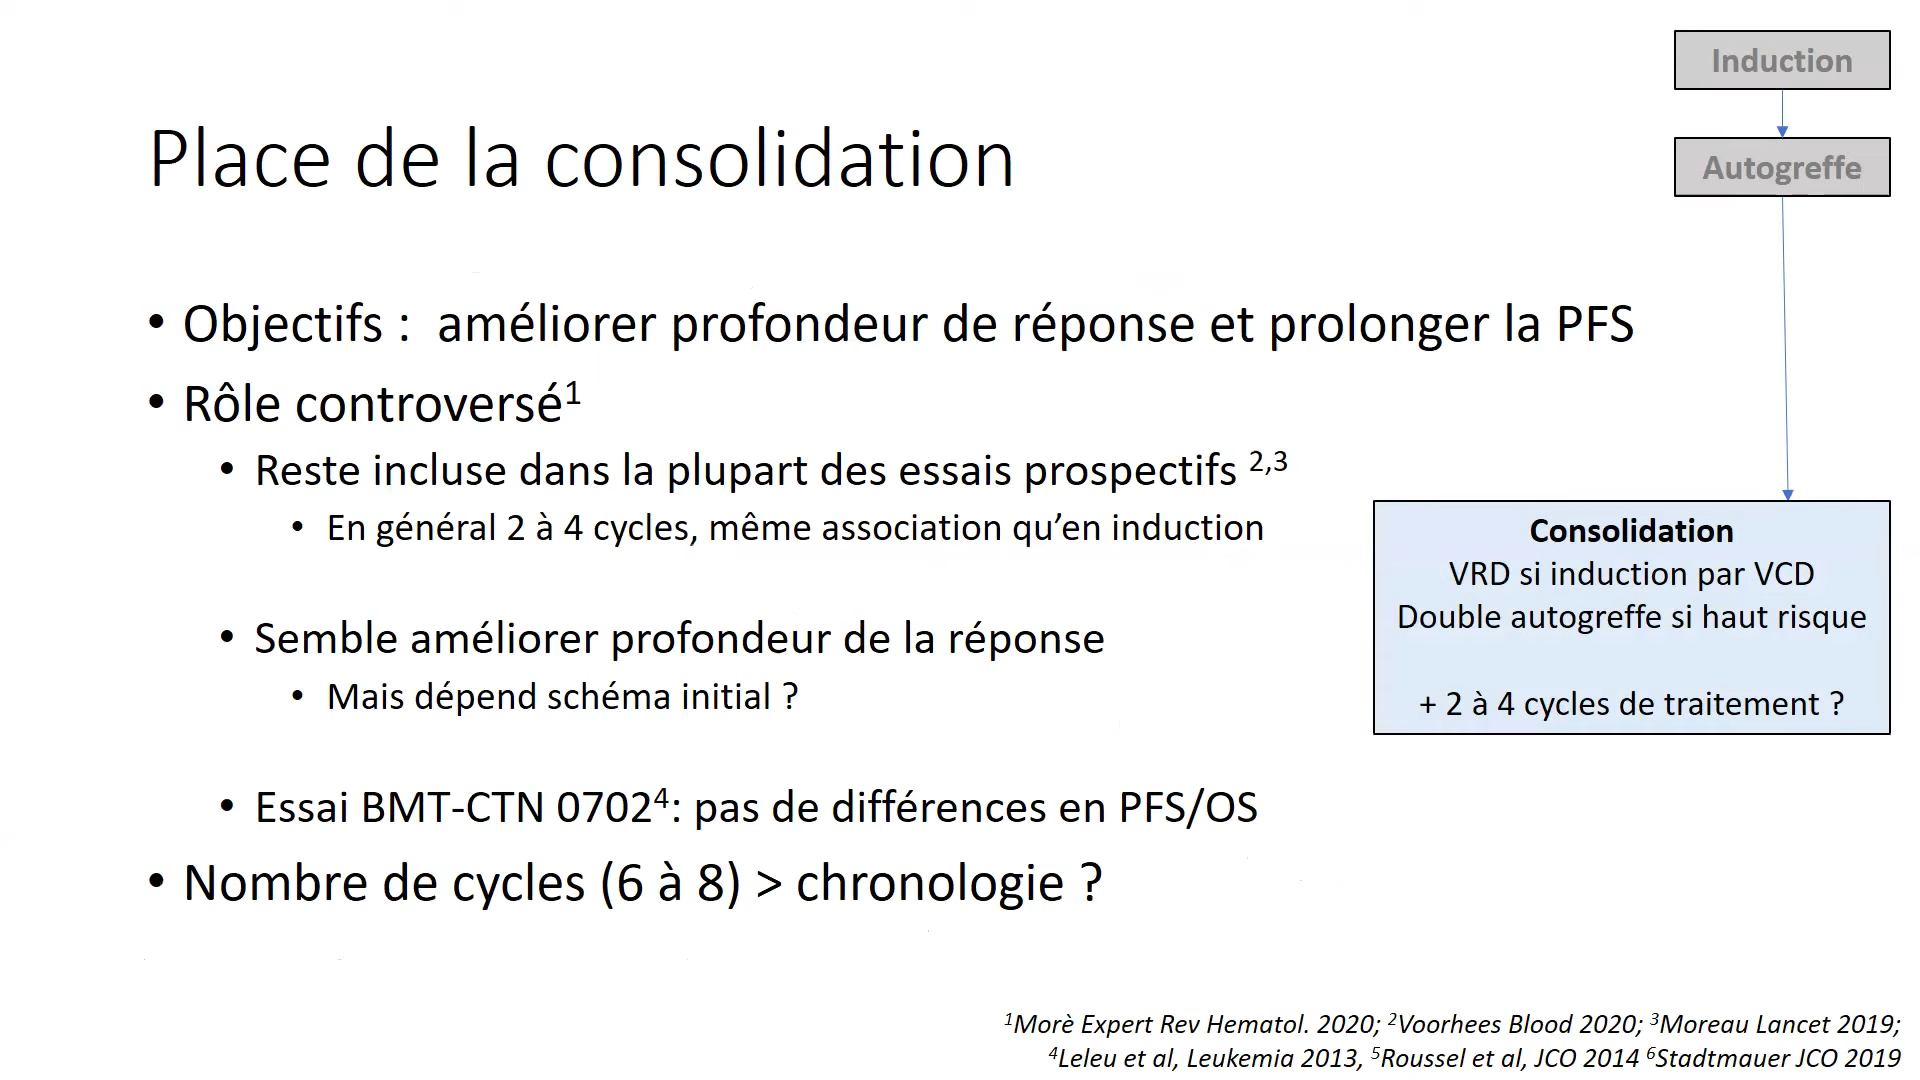 Induction
Autogreffe
Place de la consolidation
• Objectifs : améliorer profondeur de réponse et prolonger la PFS
• Rôle controversé¹
• Reste incluse dans la plupart des essais prospectifs ²,³
• En général 2 à 4 cycles, même association qu’en induction
• Semble améliorer profondeur de la réponse
• Mais dépend schéma initial ?
• Essai BMT-CTN 0702⁴: pas de différences en PFS/OS
• Nombre de cycles (6 à 8) > chronologie ?
Consolidation
VRD si induction par VCD
Double autogreffe si haut risque
+ 2 à 4 cycles de traitement ?
¹Morè Expert Rev Hematol. 2020; ²Voorhees Blood 2020; ³Moreau Lancet 2019;
⁴Leleu et al, Leukemia 2013, ⁵Roussel et al, JCO 2014 ⁶Stadtmauer JCO 2019